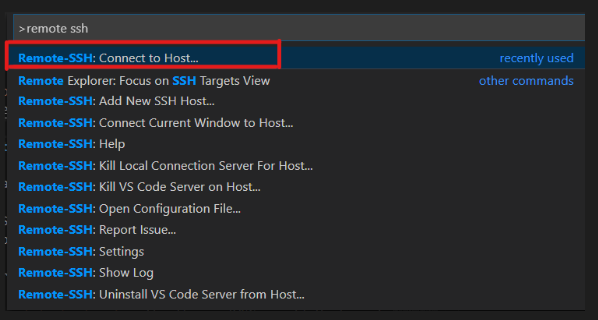 >remote ssh
Remote-SSH: Connect to Host... recently used
Remote Explorer: Focus on SSH Targets View other commands
Remote-SSH: Add New SSH Host...
Remote-SSH: Connect Current Window to Host...
Remote-SSH: Help
Remote-SSH: Kill Local Connection Server For Host...
Remote-SSH: Kill VS Code Server on Host...
Remote-SSH: Open Configuration File...
Remote-SSH: Report Issue...
Remote-SSH: Settings
Remote-SSH: Show Log
Remote-SSH: Uninstall VS Code Server from Host...